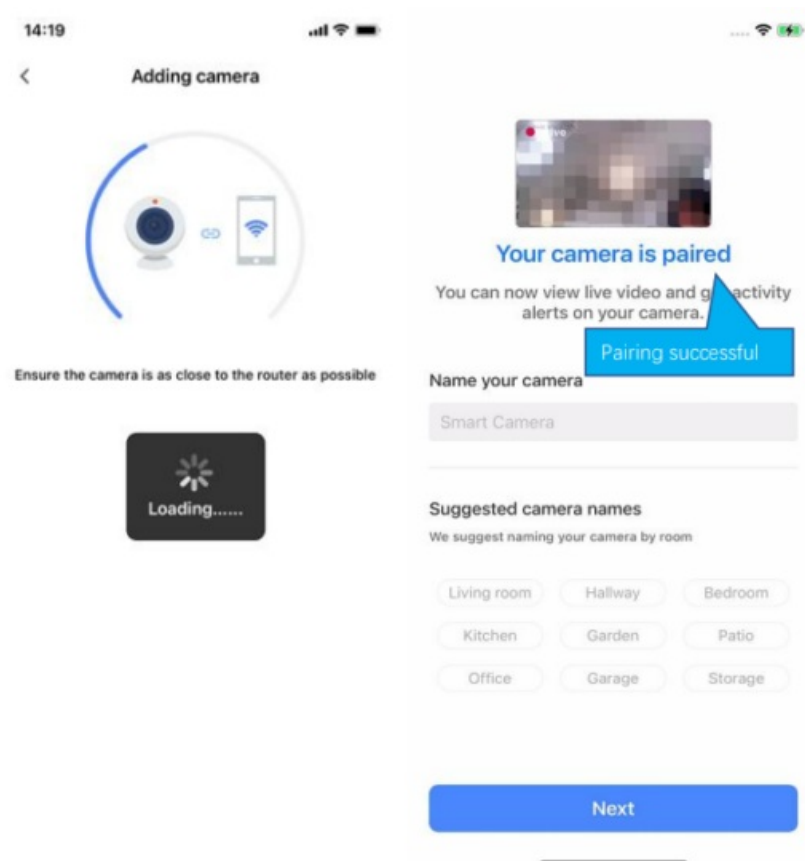 14:19
Adding camera
Ensure the camera is as close to the router as possible
Loading......
Your camera is paired
You can now view live video and activity
alerts on your camera.
Pairing successful
Name your camera
Smart Camera
Suggested camera names
We suggest naming your camera by room
Living room
Hallway
Bedroom
Kitchen
Garden
Patio
Office
Garage
Storage
Next